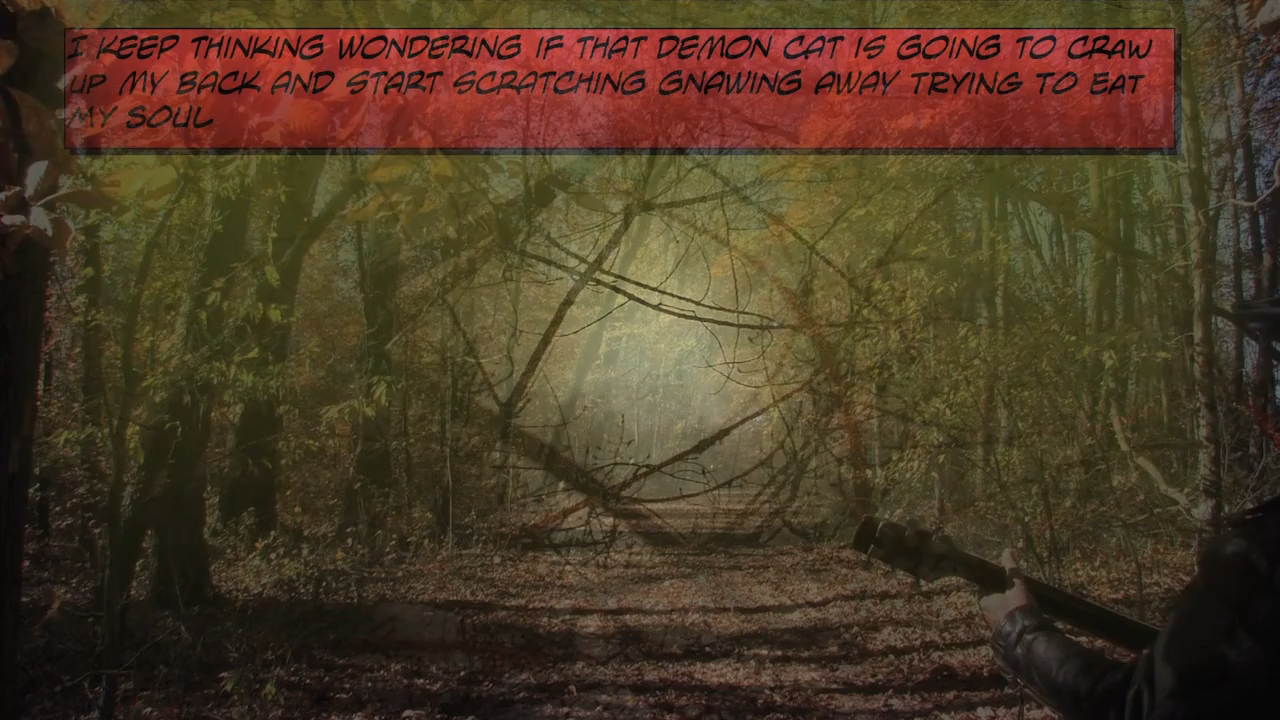 I KEEP THINKING WONDERING IF THAT DEMON CAT IS GOING TO CRAW
UP MY BACK AND START SCRATCHING GNAWING AWAY TRYING TO EAT
MY SOUL